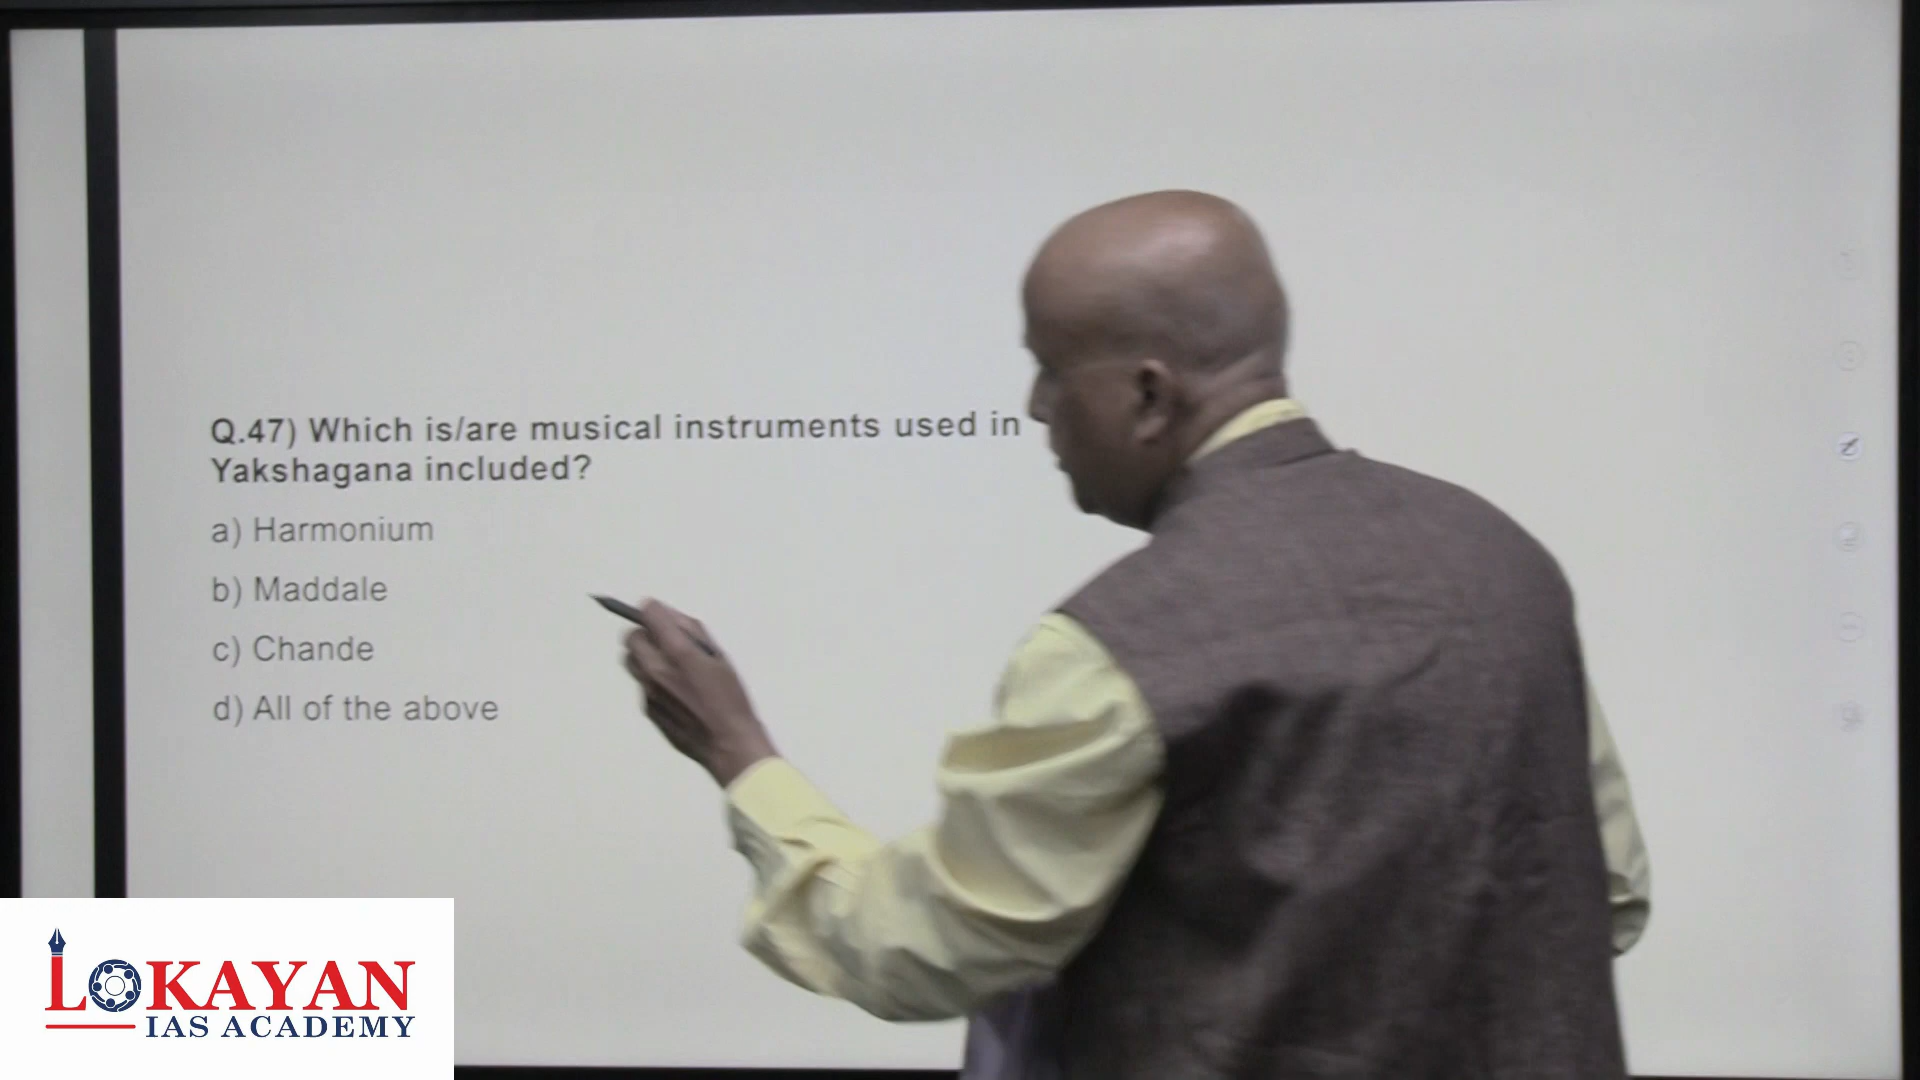 Q.47) Which is/are musical instruments used in
Yakshagana included?
a) Harmonium
b) Maddale
c) Chande
d) All of the above
LOKAYAN
IAS ACADEMY